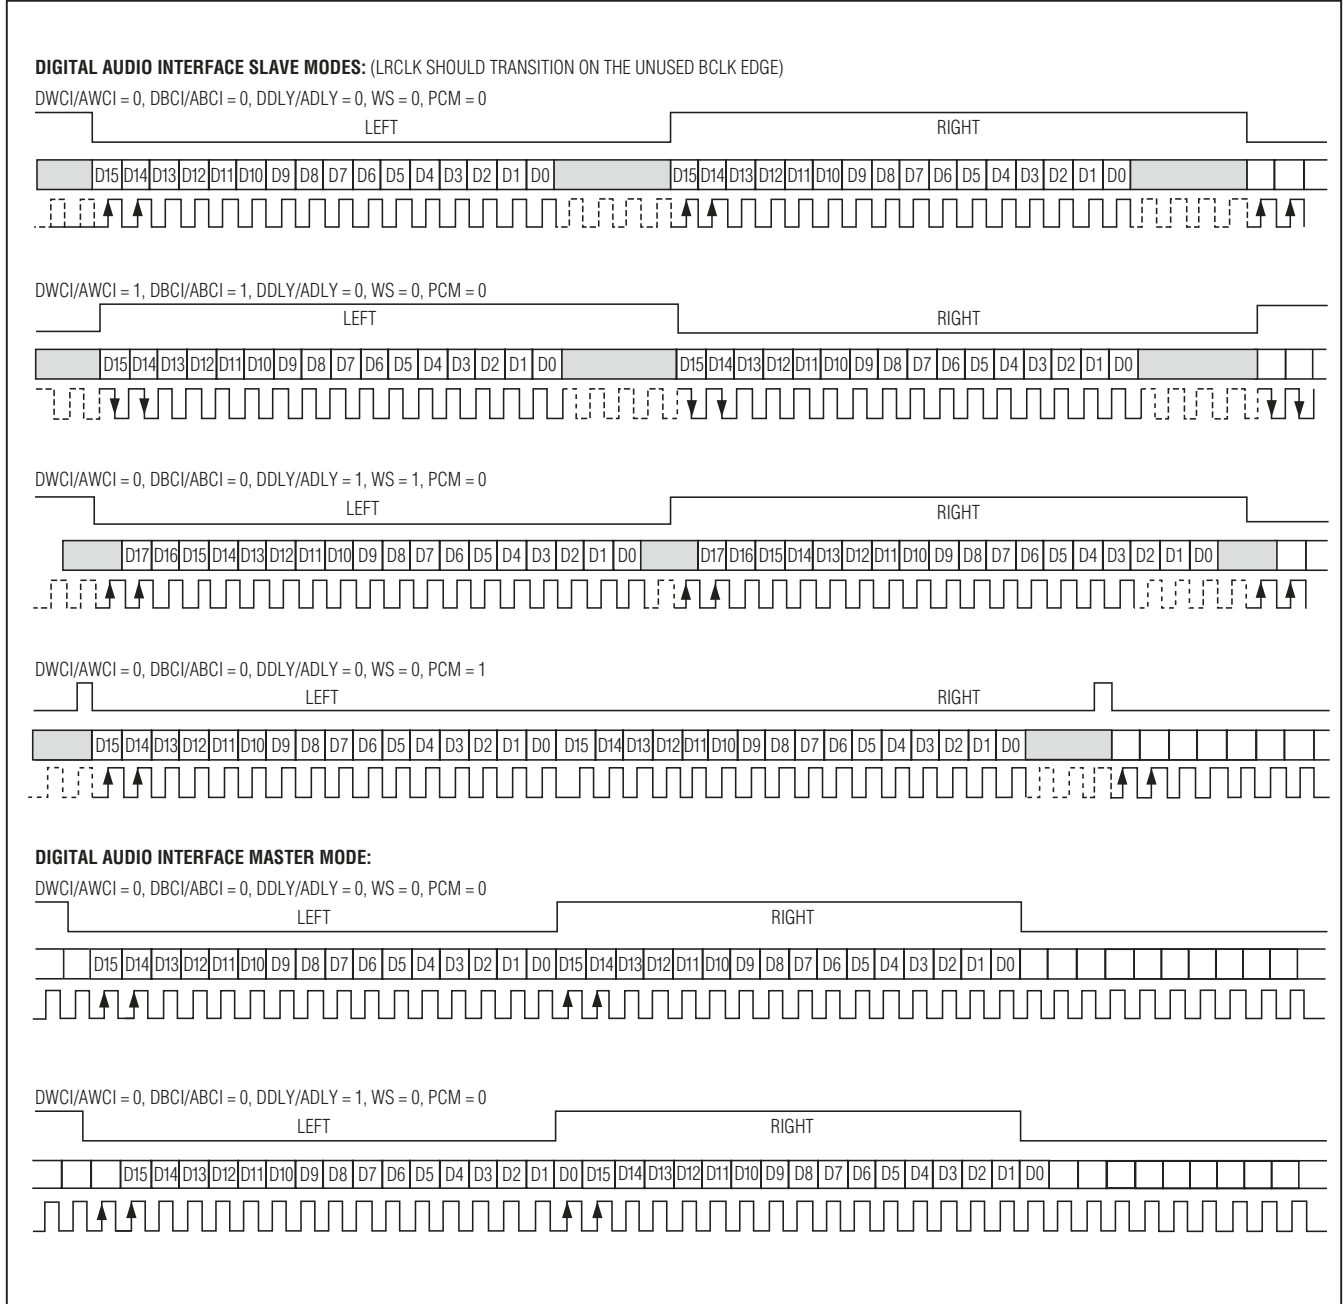 DIGITAL AUDIO INTERFACE SLAVE MODES: (LRCLK SHOULD TRANSITION ON THE UNUSED BCLK EDGE)
DWCI/AWCI = 0, DBCI/ABCI = 0, DDLY/ADLY = 0, WS = 0, PCM = 0
LEFT RIGHT
D15 D14 D13 D12 D11 D10 D9 D8 D7 D6 D5 D4 D3 D2 D1 D0 D15 D14 D13 D12 D11 D10 D9 D8 D7 D6 D5 D4 D3 D2 D1 D0
DWCI/AWCI = 1, DBCI/ABCI = 1, DDLY/ADLY = 0, WS = 0, PCM = 0
LEFT RIGHT
D15 D14 D13 D12 D11 D10 D9 D8 D7 D6 D5 D4 D3 D2 D1 D0 D15 D14 D13 D12 D11 D10 D9 D8 D7 D6 D5 D4 D3 D2 D1 D0
DWCI/AWCI = 0, DBCI/ABCI = 0, DDLY/ADLY = 1, WS = 1, PCM = 0
LEFT RIGHT
D17 D16 D15 D14 D13 D12 D11 D10 D9 D8 D7 D6 D5 D4 D3 D2 D1 D0 D17 D16 D15 D14 D13 D12 D11 D10 D9 D8 D7 D6 D5 D4 D3 D2 D1 D0
DWCI/AWCI = 0, DBCI/ABCI = 0, DDLY/ADLY = 0, WS = 0, PCM = 1
LEFT RIGHT
D15 D14 D13 D12 D11 D10 D9 D8 D7 D6 D5 D4 D3 D2 D1 D0 D15 D14 D13 D12 D11 D10 D9 D8 D7 D6 D5 D4 D3 D2 D1 D0
DIGITAL AUDIO INTERFACE MASTER MODE:
DWCI/AWCI = 0, DBCI/ABCI = 0, DDLY/ADLY = 0, WS = 0, PCM = 0
LEFT RIGHT
D15 D14 D13 D12 D11 D10 D9 D8 D7 D6 D5 D4 D3 D2 D1 D0 D15 D14 D13 D12 D11 D10 D9 D8 D7 D6 D5 D4 D3 D2 D1 D0
DWCI/AWCI = 0, DBCI/ABCI = 0, DDLY/ADLY = 1, WS = 0, PCM = 0
LEFT RIGHT
D15 D14 D13 D12 D11 D10 D9 D8 D7 D6 D5 D4 D3 D2 D1 D0 D15 D14 D13 D12 D11 D10 D9 D8 D7 D6 D5 D4 D3 D2 D1 D0